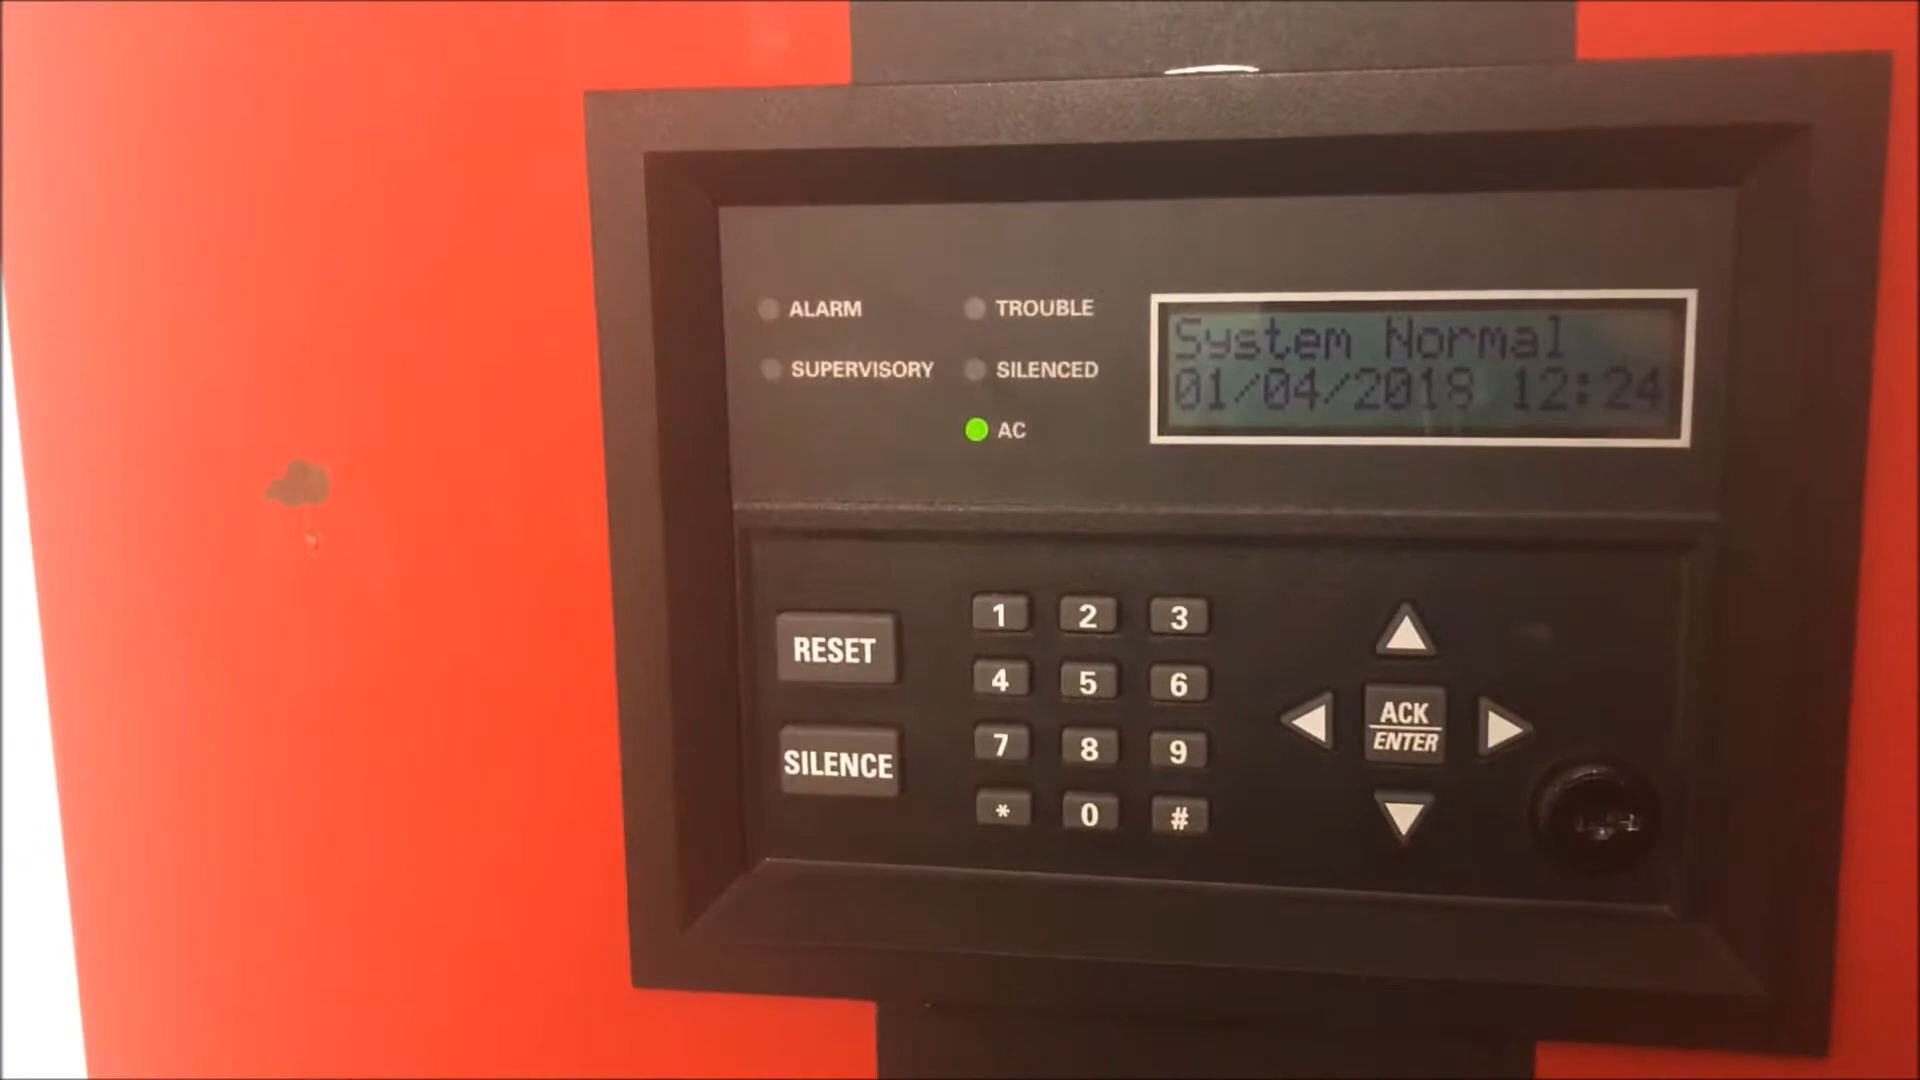 ALARM
TROUBLE
SUPERVISORY
SILENCED
AC
System Normal
01/04/2018 12:24
RESET
SILENCE
1 2 3
4 5 6
7 8 9
* 0 #
ACK
ENTER